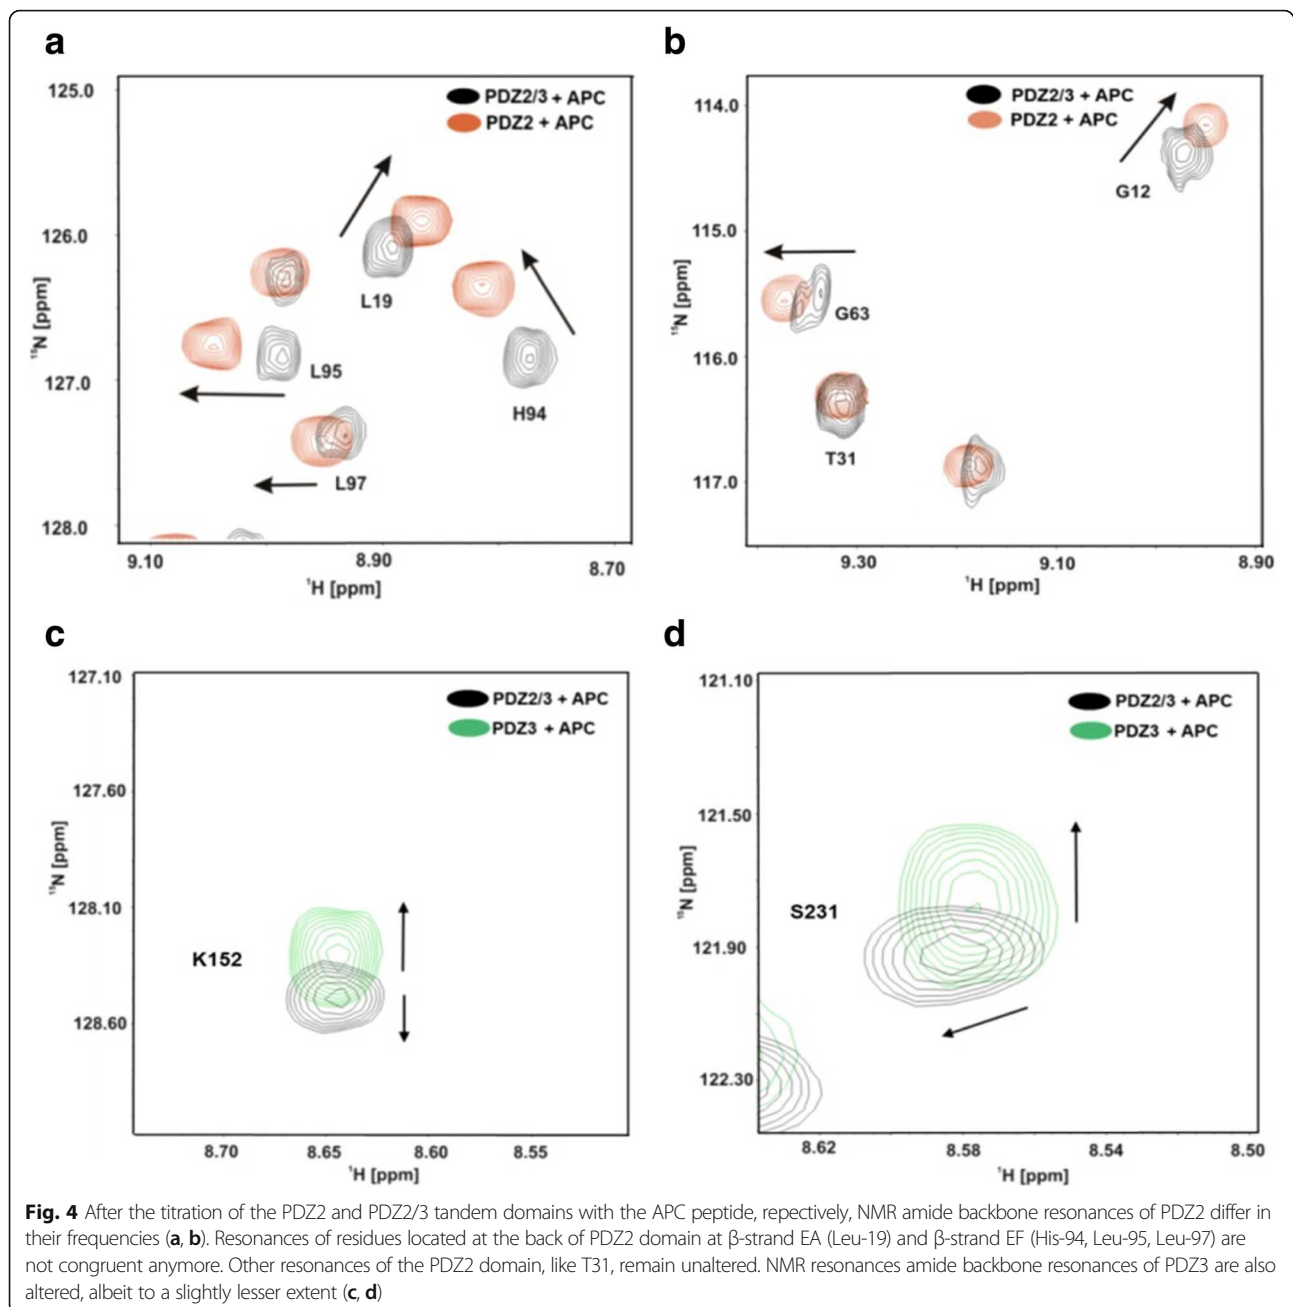 a
125.0
126.0
127.0
128.0
¹⁵N [ppm]
PDZ2/3 + APC
PDZ2 + APC
L19
L95
H94
L97
9.10
8.90
8.70
¹H [ppm]
b
114.0
115.0
116.0
117.0
¹⁵N [ppm]
PDZ2/3 + APC
PDZ2 + APC
G12
G63
T31
9.30
9.10
8.90
¹H [ppm]
c
127.10
127.60
128.10
128.60
¹⁵N [ppm]
PDZ2/3 + APC
PDZ3 + APC
K152
8.70
8.65
8.60
8.55
¹H [ppm]
d
121.10
121.50
121.90
122.30
¹⁵N [ppm]
PDZ2/3 + APC
PDZ3 + APC
S231
8.62
8.58
8.54
8.50
¹H [ppm]
Fig. 4 After the titration of the PDZ2 and PDZ2/3 tandem domains with the APC peptide, repectively, NMR amide backbone resonances of PDZ2 differ in
their frequencies (a, b). Resonances of residues located at the back of PDZ2 domain at β-strand EA (Leu-19) and β-strand EF (His-94, Leu-95, Leu-97) are
not congruent anymore. Other resonances of the PDZ2 domain, like T31, remain unaltered. NMR resonances amide backbone resonances of PDZ3 are also
altered, albeit to a slightly lesser extent (c, d)